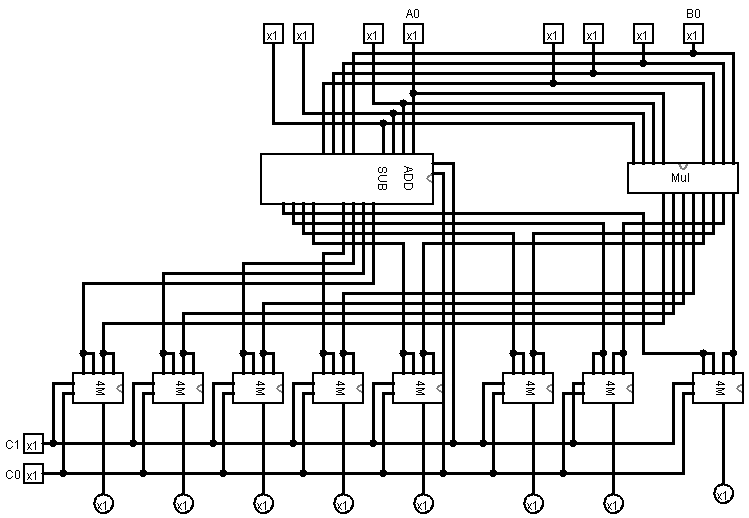 A0 B0
x1 x1 x1 x1 x1 x1 x1 x1
SUB ADD Mul
4M 4M 4M 4M 4M 4M 4M 4M
C1 x1
C0 x1
x1 x1 x1 x1 x1 x1 x1 x1